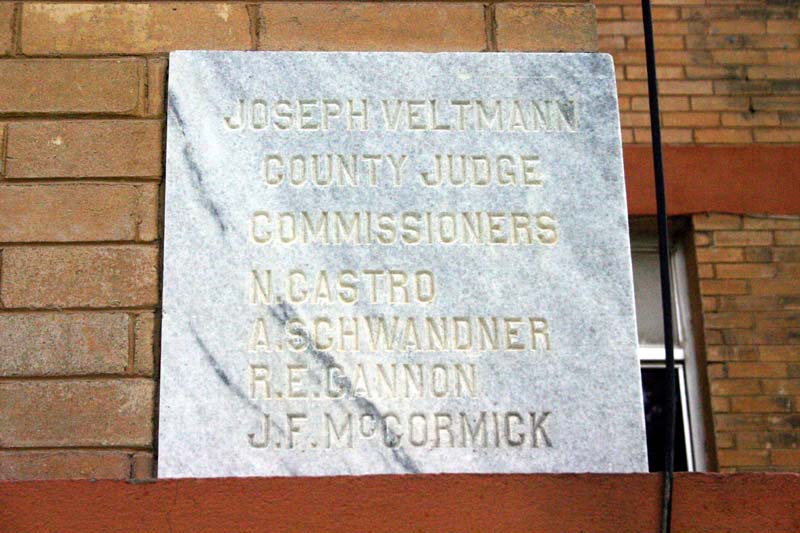 JOSEPH VELTMANN
COUNTY JUDGE
COMMISSIONERS
N. CASTRO
A. SCHWANDNER
R. E. CANNON
J. F. McCORMICK